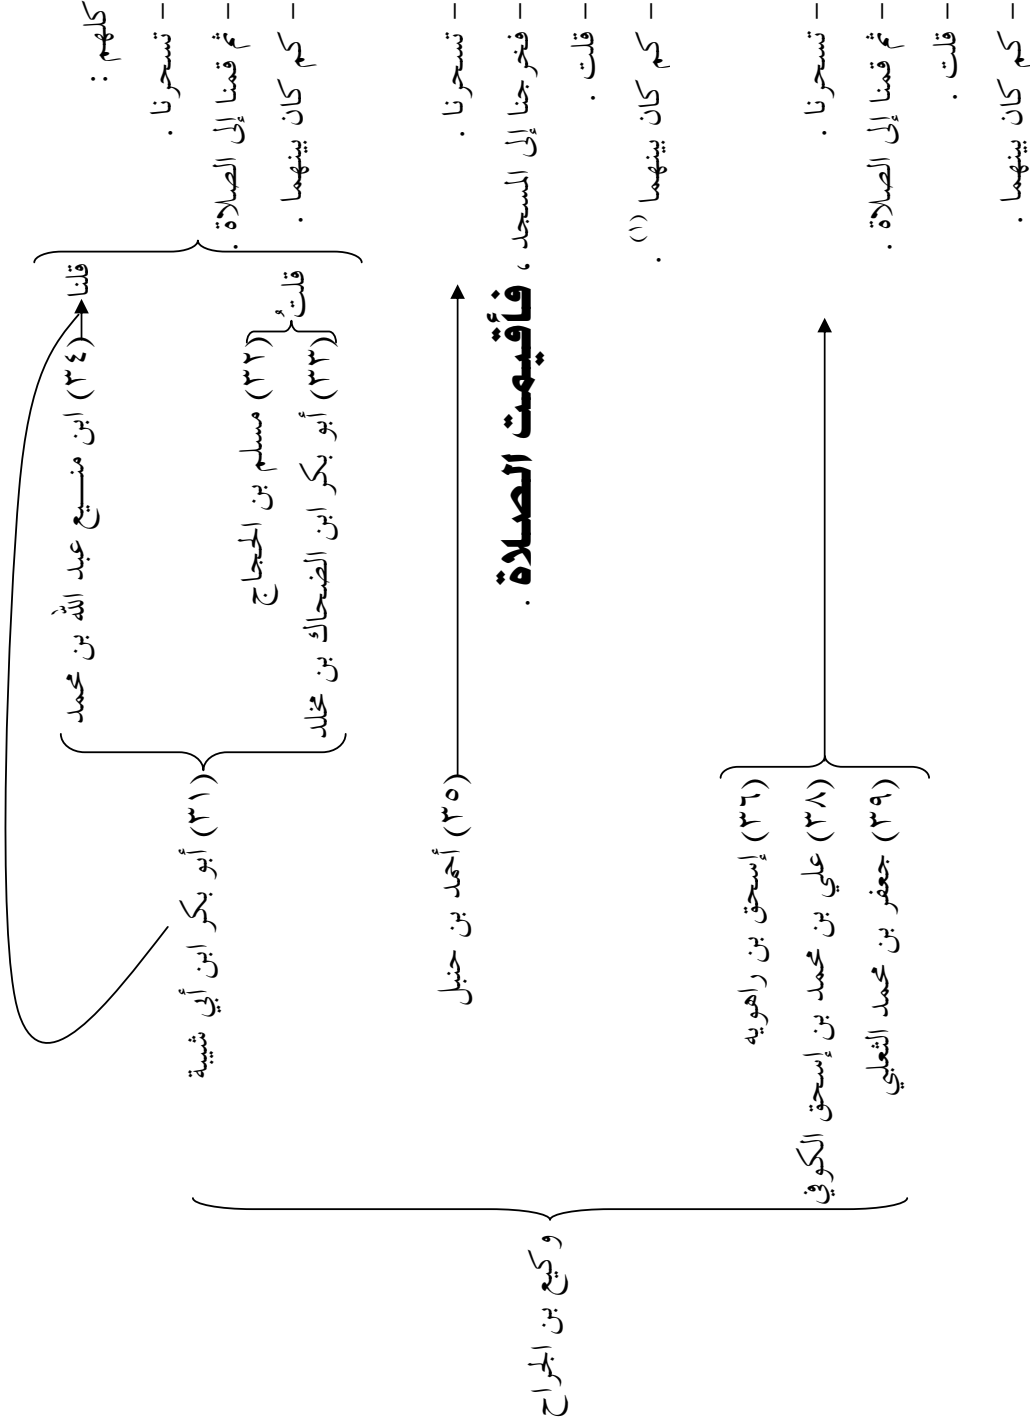 كلهم :
– تسحرنا .
– ثم قمنا إلى الصلاة .
– كم كان بينهما .
– تسحرنا .
– فخرجنا إلى المسجد ، فأقيمت الصلاة .
– قلت .
– كم كان بينهما (١) .
– تسحرنا .
– ثم قمنا إلى الصلاة .
– قلت .
– كم كان بينهما .
قلنا
قلتُ
(٣٤) ابن منيع عبد الله بن محمد
(٣٢) مسلم بن الحجاج
(٣٣) أبو بكر ابن الضحاك بن مخلد
(٣١) أبو بكر ابن أبي شيبة
(٣٥) أحمد بن حنبل
(٣٦) إسحق بن راهويه
(٣٨) علي بن محمد بن إسحق الكوفي
(٣٩) جعفر بن محمد الثعلبي
وكيع بن الجراح